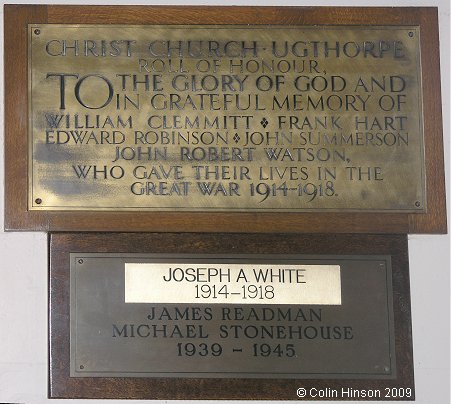 CHRIST CHURCH · UGTHORPE
ROLL OF HONOUR,
TO THE GLORY OF GOD AND
IN GRATEFUL MEMORY OF
WILLIAM CLEMMITT ❖ FRANK HART
EDWARD ROBINSON ❖ JOHN SUMMERSON
JOHN ROBERT WATSON,
WHO GAVE THEIR LIVES IN THE
GREAT WAR 1914-1918.
JOSEPH A WHITE
1914-1918
JAMES READMAN
MICHAEL STONEHOUSE
1939 - 1945
©Colin Hinson 2009